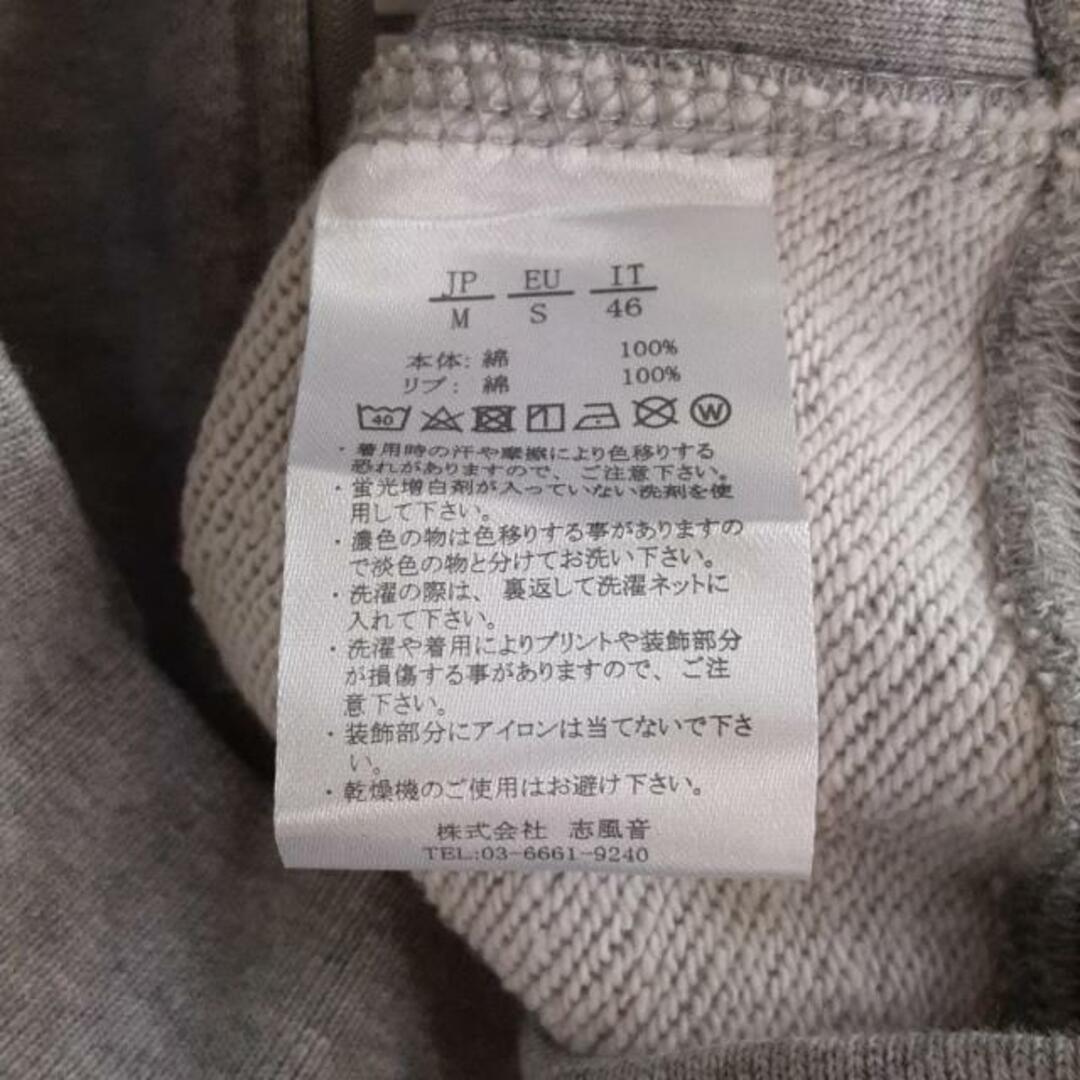 JP EU IT
M S 46
本体: 綿 100%
リブ: 綿 100%
40 W
・着用時の汗や摩擦により色移りする
恐れがありますので、ご注意下さい。
・蛍光増白剤が入っていない洗剤を使
用して下さい。
・濃色の物は色移りする事がありますの
で淡色の物と分けてお洗い下さい。
・洗濯の際は、裏返して洗濯ネットに
入れて下さい。
・洗濯や着用によりプリントや装飾部分
が損傷する事がありますので、ご注
意下さい。
・装飾部分にアイロンは当てないで下さ
い。
・乾燥機のご使用はお避け下さい。
株式会社 志風音
TEL:03-6661-9240